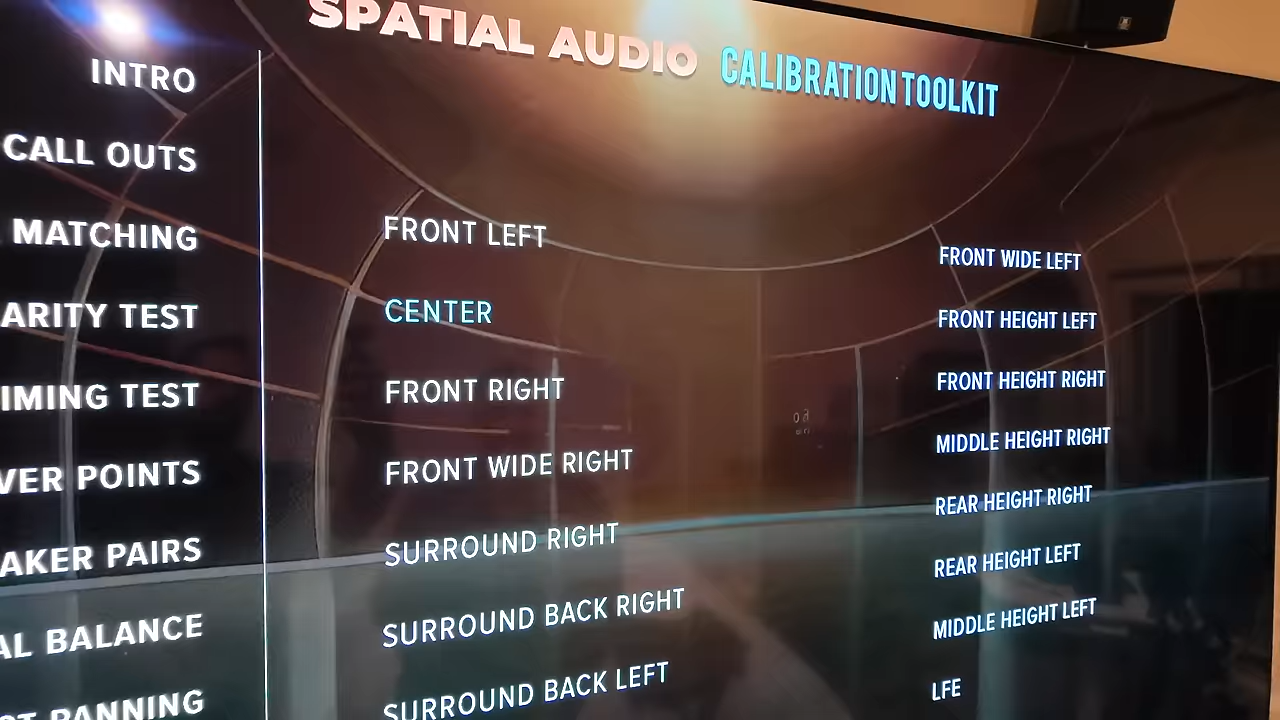 SPATIAL AUDIO CALIBRATION TOOLKIT
INTRO
CALL OUTS
MATCHING
ARITY TEST
IMING TEST
VER POINTS
AKER PAIRS
AL BALANCE
PANNING
FRONT LEFT
CENTER
FRONT RIGHT
FRONT WIDE RIGHT
SURROUND RIGHT
SURROUND BACK RIGHT
SURROUND BACK LEFT
FRONT WIDE LEFT
FRONT HEIGHT LEFT
FRONT HEIGHT RIGHT
MIDDLE HEIGHT RIGHT
REAR HEIGHT RIGHT
REAR HEIGHT LEFT
MIDDLE HEIGHT LEFT
LFE